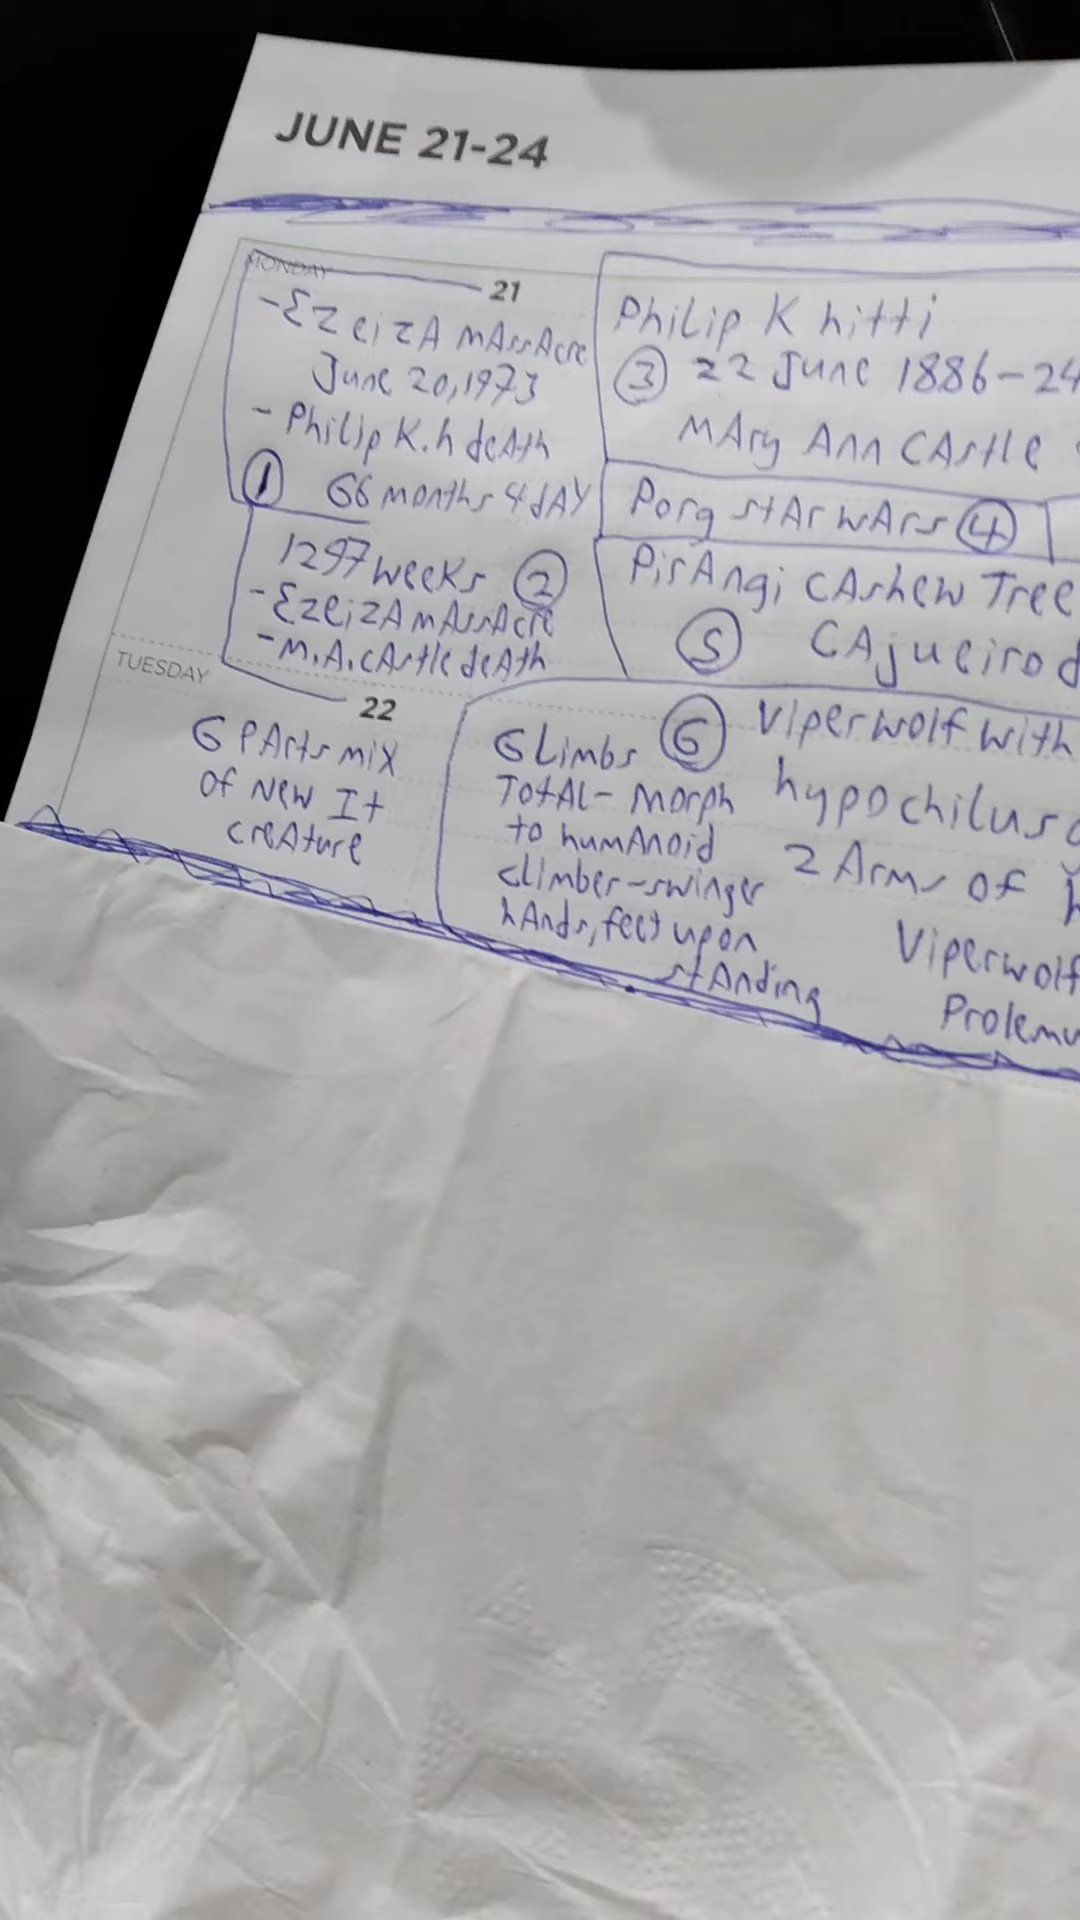 JUNE 21-24
MONDAY
21
-EzeizA mAssAcre
June 20,1973
- Philip K.h deAth
① 66 months 4 dAY
1297 weeks ②
-EzeizA mAssAcre
-M.A.cAstle deAth
Philip K hitti
③ 22 June 1886-24
MAry Ann CAstle
Porg stAr wArs ④
PirAngi CAshew Tree
⑤ CAjueiro d
TUESDAY
22
6 PArts mix
of New It
creAture
6 Limbs ⑥
TotAl- morph
to humAnoid
climber-swinger
hAnds, feet upon
stAnding
Viperwolf with
hypochilus
2 Arms of
Viperwolf
Prolemu